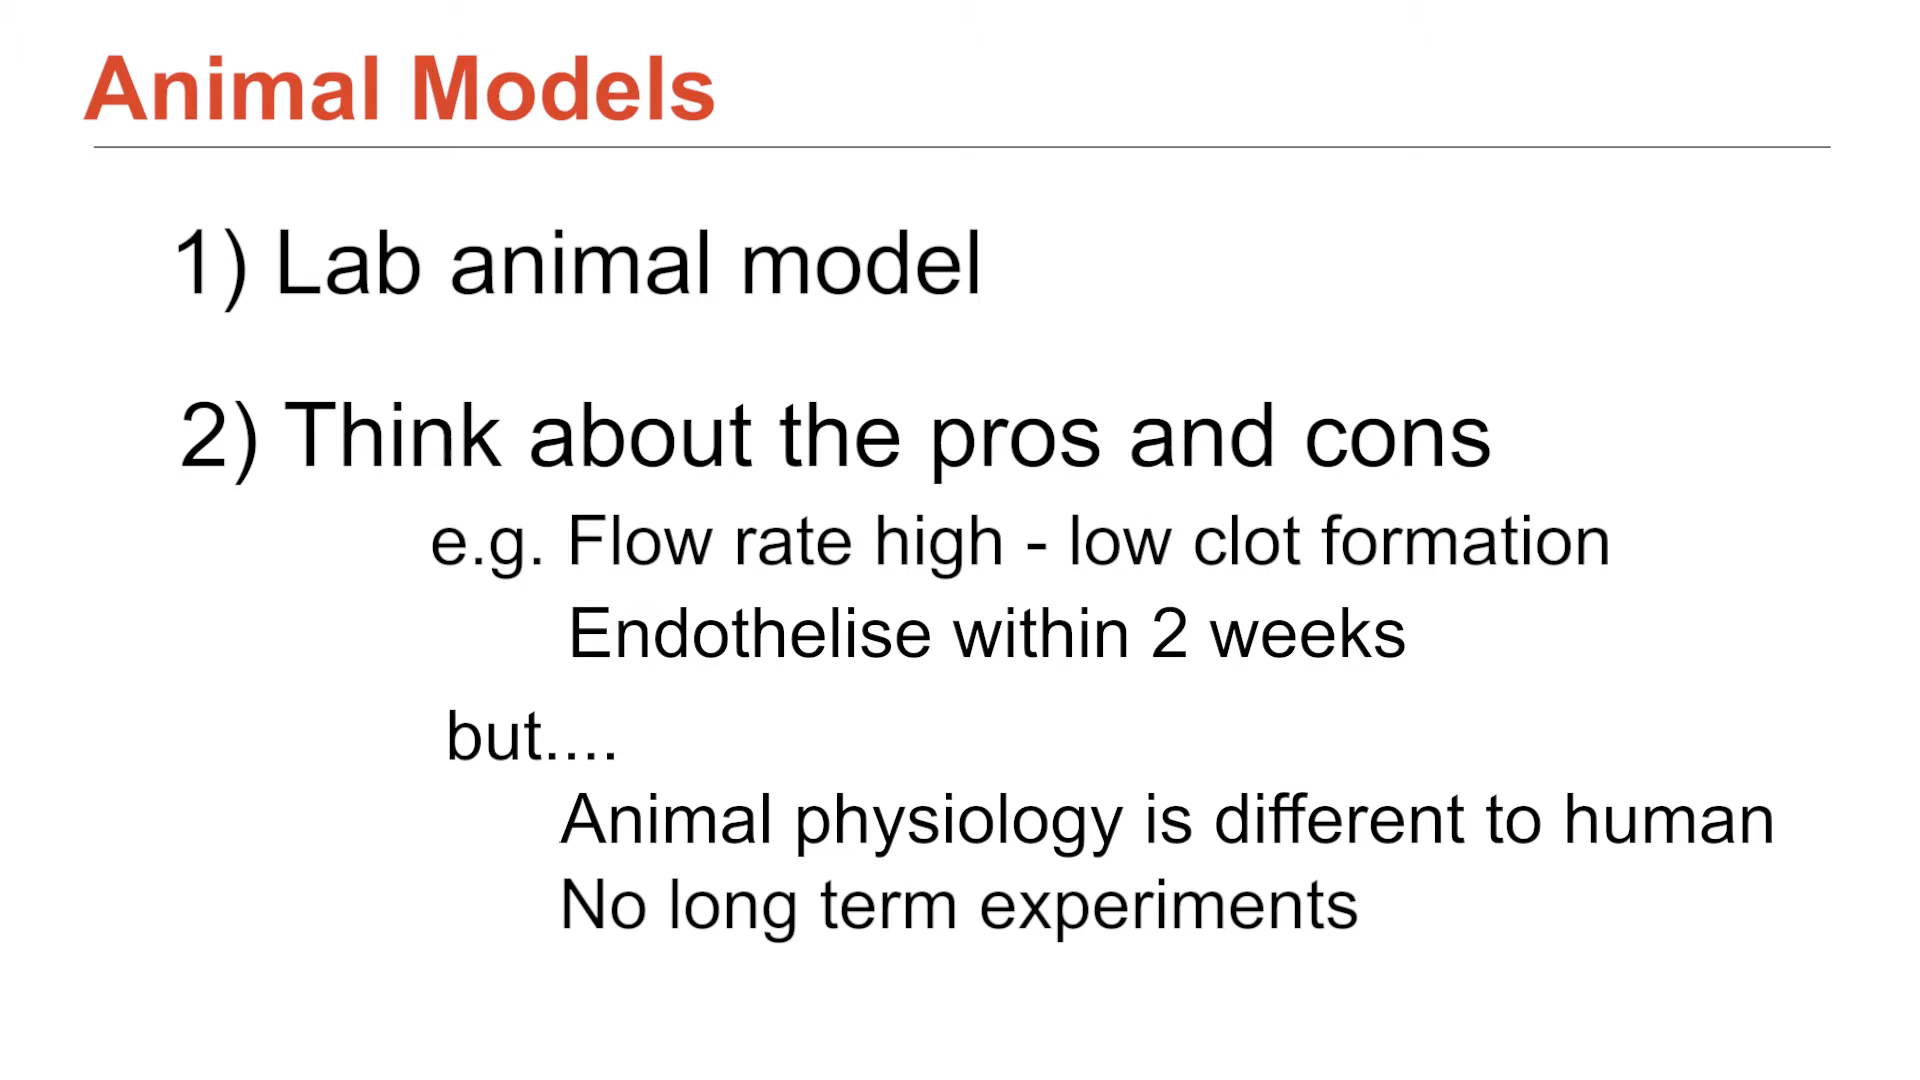 Animal Models
1) Lab animal model
2) Think about the pros and cons
e.g. Flow rate high - low clot formation
Endothelise within 2 weeks
but....
Animal physiology is different to human
No long term experiments